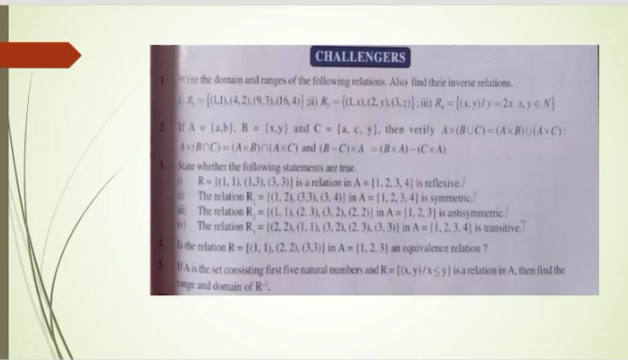 CHALLENGERS
1. Write the domain and ranges of the following relations. Also find their inverse relations.
i) R₁ = {(1,1),(4,2),(9,3),(16,4)} ;ii) R₂ = {(1,x),(2,y),(3,z)} ; iii) R₃ = {(x,y)/y=2x x,y∈N}
2. If A = {a,b}, B = {x,y} and C = {a, c, y}, then verify A×(B∪C)=(A×B)∪(A×C):
A×(B∩C)=(A×B)∩(A×C) and (B−C)×A =(B×A)−(C×A)
3. State whether the following statements are true.
i) R = {(1, 1), (1,3), (3, 3)} is a relation in A = {1, 2, 3, 4} is reflexive.
ii) The relation R = {(1, 2), (3,3), (3, 4)} in A = {1, 2, 3, 4} is symmetric.
iii) The relation R = {(1, 1), (2. 3), (3, 2), (2, 2)} in A = {1, 2, 3} is antisymmetric.
iv) The relation R = {(2, 2), (1, 1), (3, 2), (2, 3), (3, 3)} in A = {1, 2, 3, 4} is transitive.
4. Is the relation R = {(1, 1), (2, 2), (3,3)} in A = {1, 2, 3} an equivalence relation ?
5. If A is the set consisting first five natural numbers and R = {(x, y)/x≤y} is a relation in A, then find the
range and domain of R⁻¹.